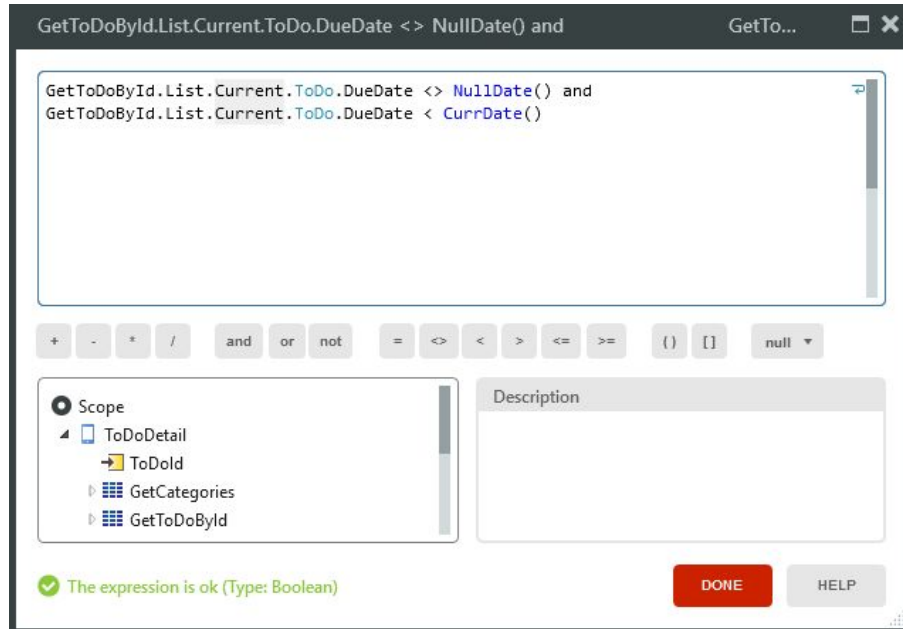 GetToDoById.List.Current.ToDo.DueDate <> NullDate() and GetTo...
GetToDoById.List.Current.ToDo.DueDate <> NullDate() and
GetToDoById.List.Current.ToDo.DueDate < CurrDate()
+ - * / and or not = <> < > <= >= () [] null
Scope
ToDoDetail
ToDoId
GetCategories
GetToDoById
Description
The expression is ok (Type: Boolean)
DONE HELP